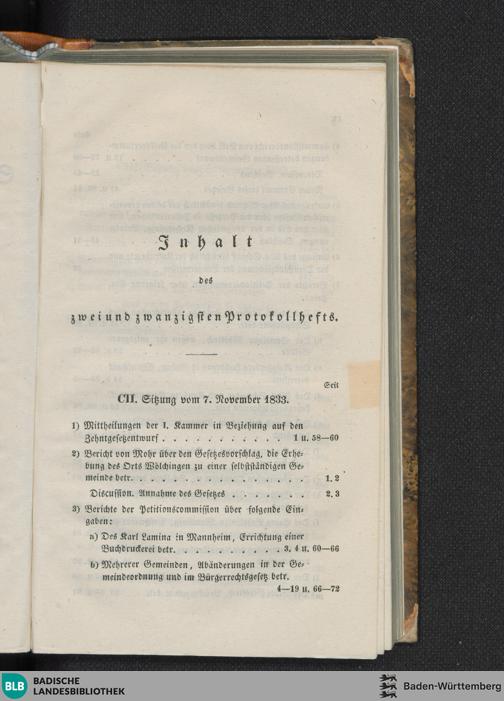 Inhalt
des
zweiundzwanzigsten Protokollhefts.
Seit
CII. Sitzung vom 7. November 1833.
1) Mittheilungen der I. Kammer in Beziehung auf den
Zehntgesetzentwurf . . . . . . . . . . . 1 u. 58—60
2) Bericht von Mohr über den Gesetzesvorschlag, die Erhe-
bung des Orts Wölchingen zu einer selbstständigen Ge-
meinde betr. . . . . . . . . . . . . . . . 1. 2
Discussion. Annahme des Gesetzes . . . . . . . 2. 3
3) Berichte der Petitionscommission über folgende Ein-
gaben:
a) Des Karl Lamina in Mannheim, Errichtung einer
Buchdruckerei betr. . . . . . . . . . 3. 4 u. 60—66
b) Mehrerer Gemeinden, Abänderungen in der Ge-
meindeordnung und im Bürgerrechtsgesetz betr.
4—19 u. 66—72
BLB BADISCHE
LANDESBIBLIOTHEK
Baden-Württemberg